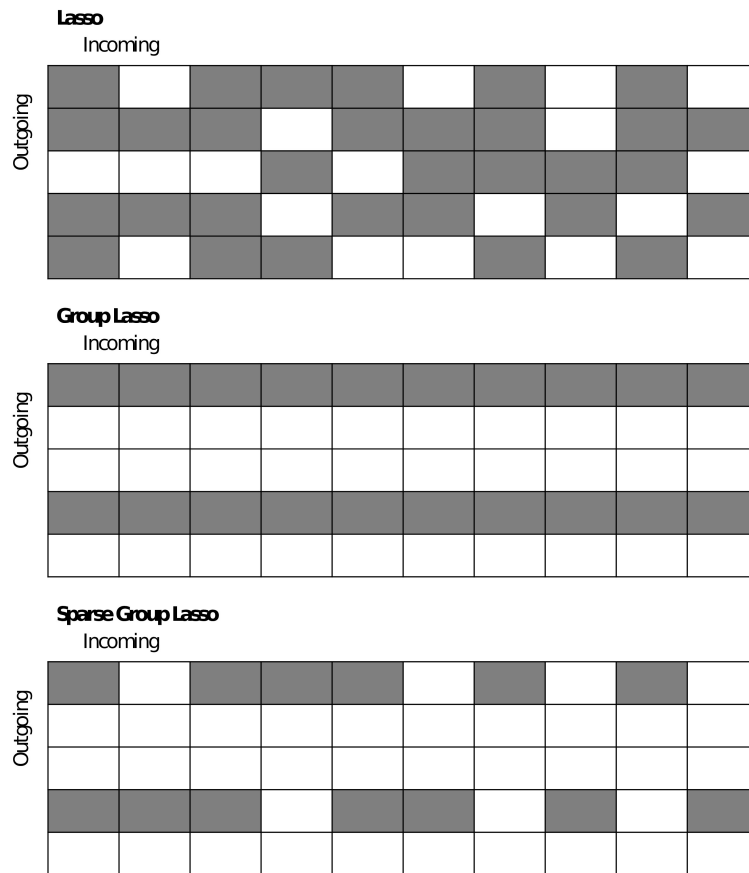 Lasso
Incoming
Outgoing
Group Lasso
Incoming
Outgoing
Sparse Group Lasso
Incoming
Outgoing